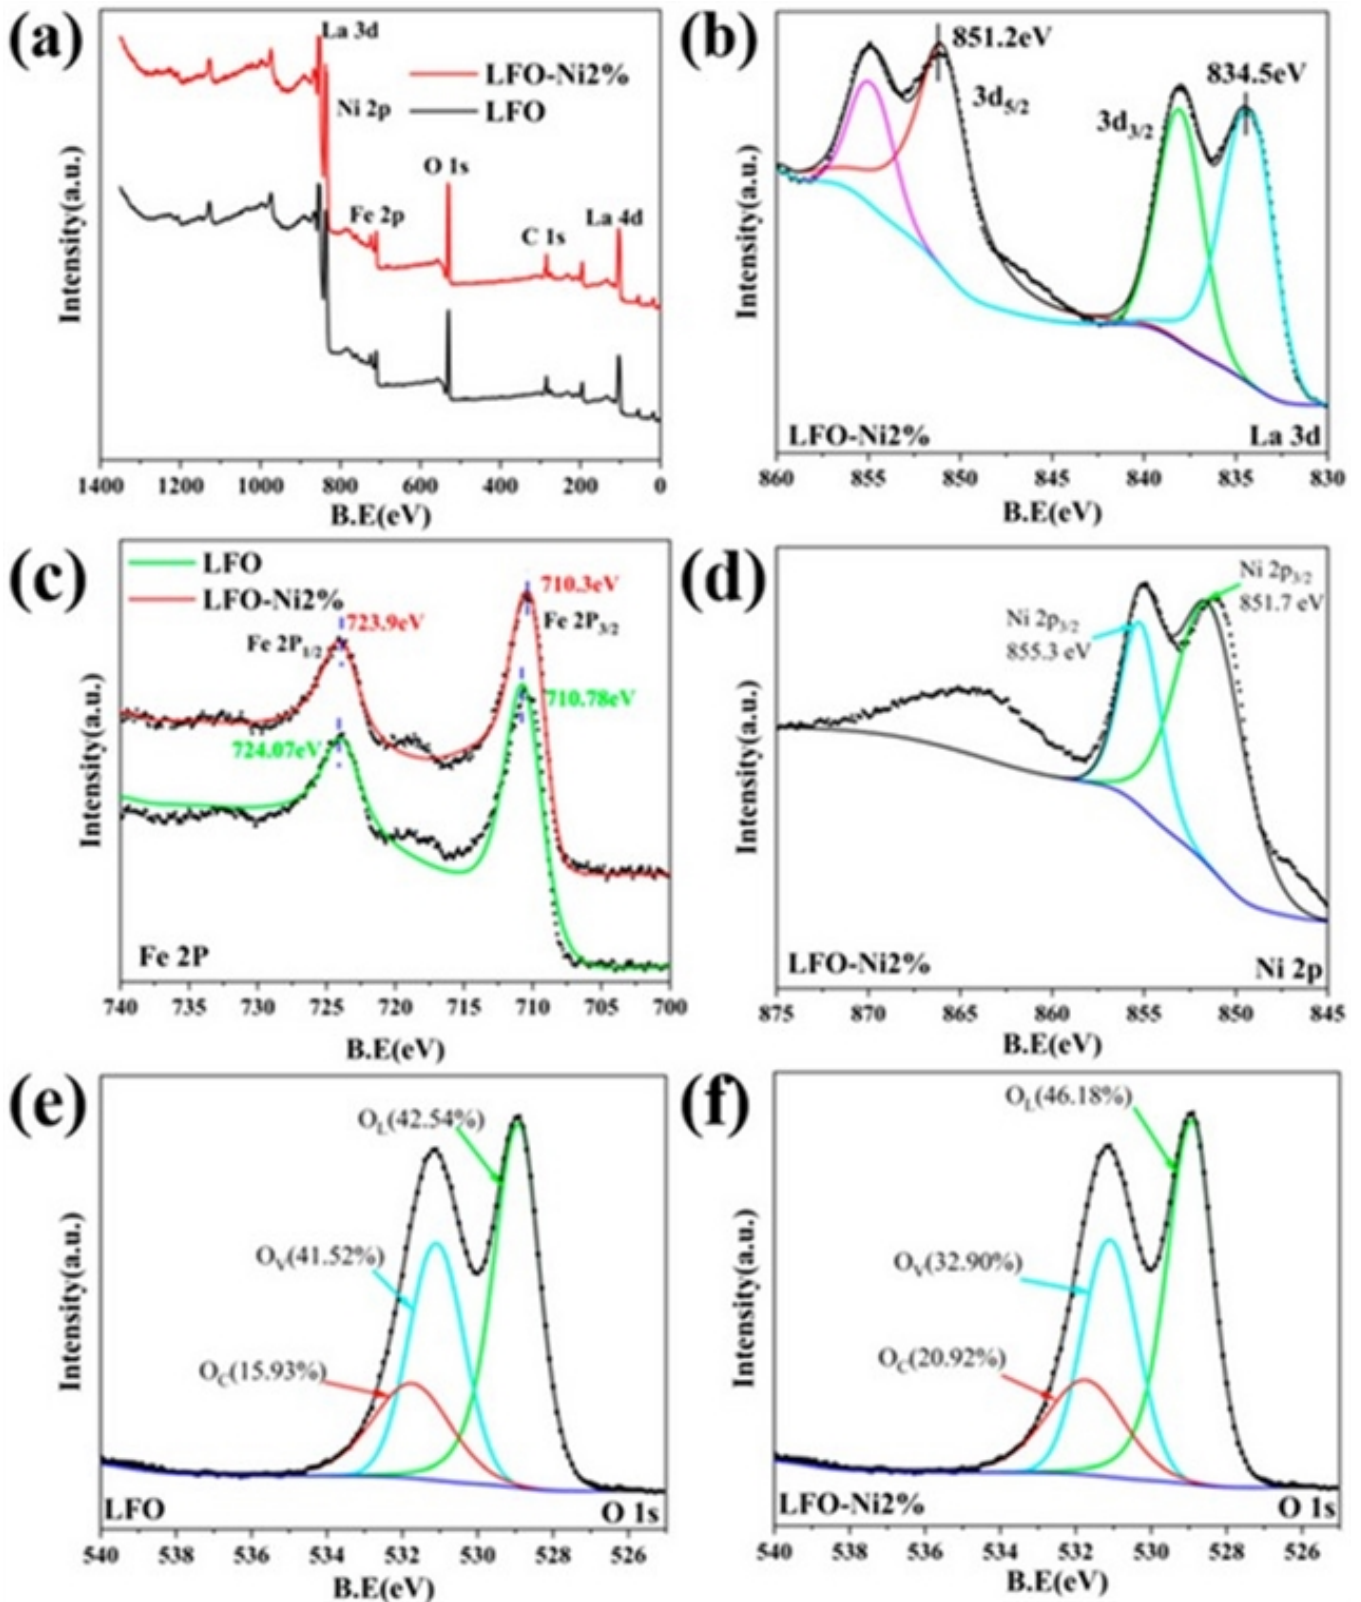 (a)
La 3d
LFO-Ni2%
LFO
Ni 2p
O 1s
Fe 2p
C 1s
La 4d
Intensity(a.u.)
1400 1200 1000 800 600 400 200 0
B.E(eV)
(b)
851.2eV
834.5eV
3d5/2
3d3/2
Intensity(a.u.)
LFO-Ni2%
La 3d
860 855 850 845 840 835 830
B.E(eV)
(c)
LFO
LFO-Ni2%
710.3eV
723.9eV
Fe 2P1/2
Fe 2P3/2
710.78eV
724.07eV
Intensity(a.u.)
Fe 2P
740 735 730 725 720 715 710 705 700
B.E(eV)
(d)
Ni 2p3/2
851.7 eV
Ni 2p3/2
855.3 eV
Intensity(a.u.)
LFO-Ni2%
Ni 2p
875 870 865 860 855 850 845
B.E(eV)
(e)
OL(42.54%)
OV(41.52%)
OC(15.93%)
Intensity(a.u.)
LFO
O 1s
540 538 536 534 532 530 528 526
B.E(eV)
(f)
OL(46.18%)
OV(32.90%)
OC(20.92%)
Intensity(a.u.)
LFO-Ni2%
O 1s
540 538 536 534 532 530 528 526
B.E(eV)